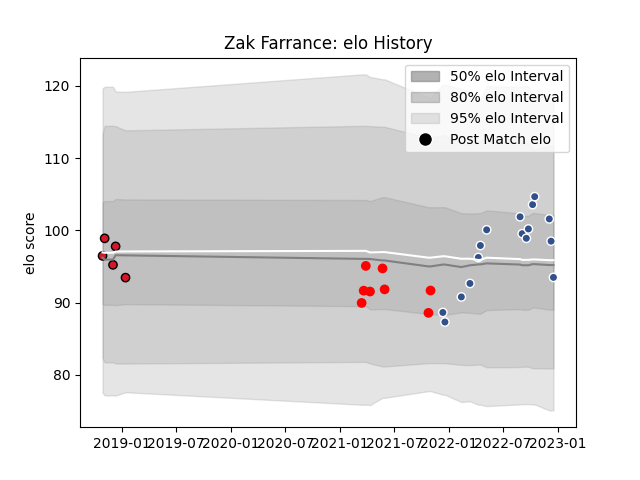 Zak Farrance: elo History
50% elo Interval
80% elo Interval
95% elo Interval
Post Match elo
elo score
120
110
100
90
80
2019-01 2019-07 2020-01 2020-07 2021-01 2021-07 2022-01 2022-07 2023-01